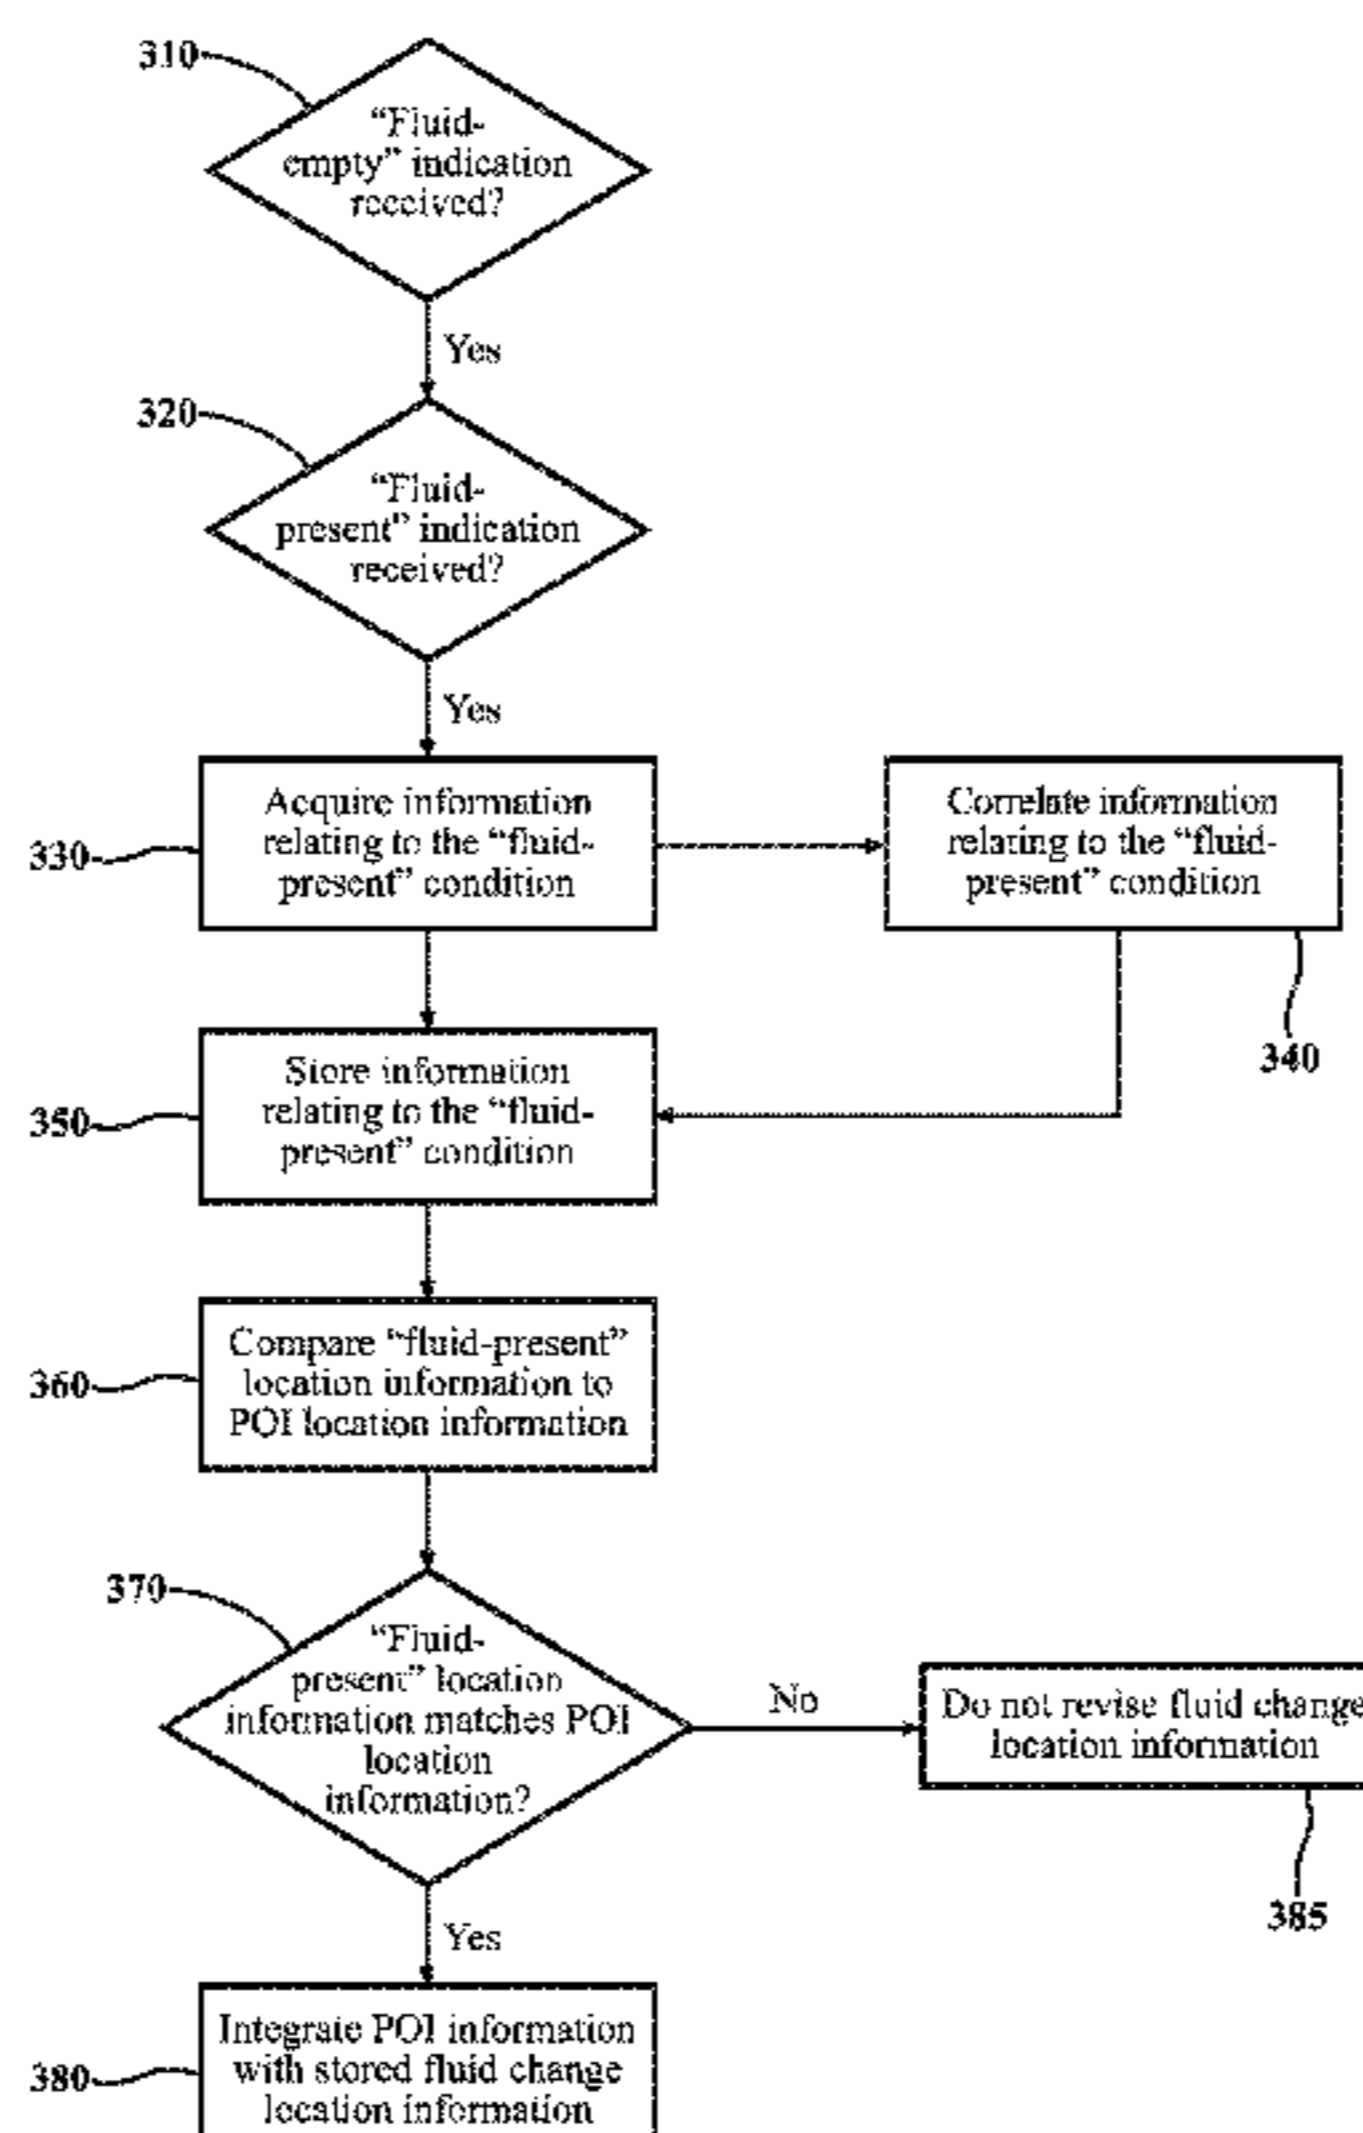 310
“Fluid-
empty” indication
received?
Yes
320
“Fluid-
present” indication
received?
Yes
330
Acquire information
relating to the “fluid-
present” condition
Correlate information
relating to the “fluid-
present” condition
340
350
Store information
relating to the “fluid-
present” condition
360
Compare “fluid-present”
location information to
POI location information
370
“Fluid-
present” location
information matches POI
location
information?
No
Do not revise fluid change
location information
385
Yes
380
Integrate POI information
with stored fluid change
location information